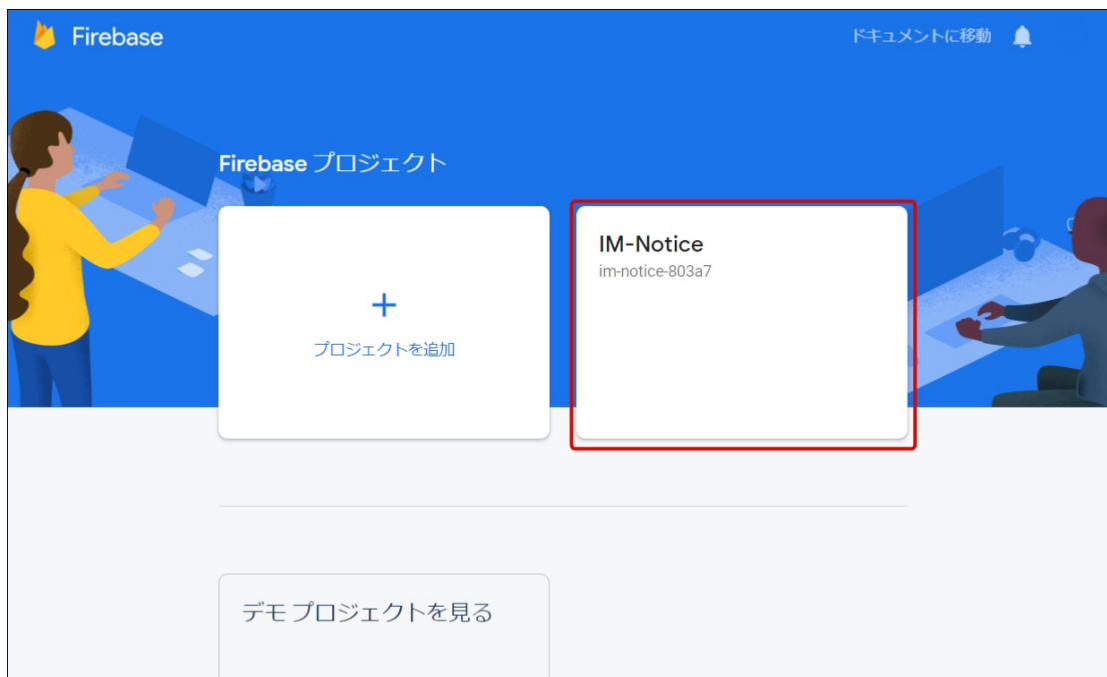 Firebase
ドキュメントに移動
Firebase プロジェクト
プロジェクトを追加
IM-Notice
im-notice-803a7
デモ プロジェクトを見る